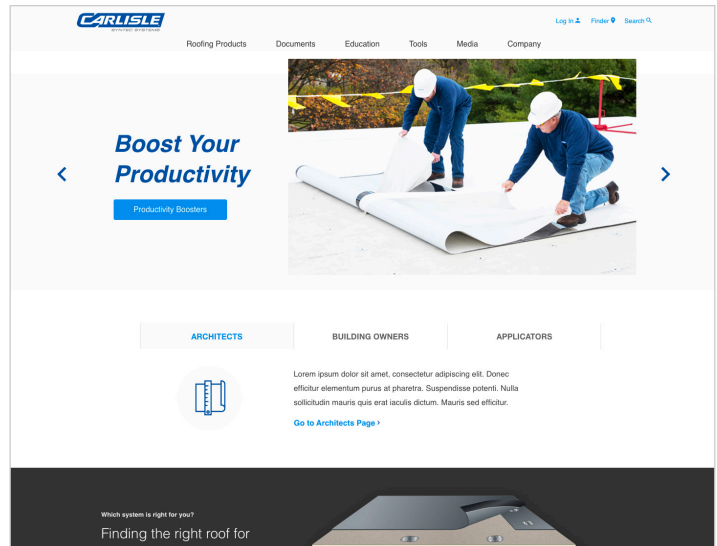 CARLISLE
SYNTEC SYSTEMS
Log In Finder Search
Roofing Products Documents Education Tools Media Company
Boost Your
Productivity
Productivity Boosters
ARCHITECTS BUILDING OWNERS APPLICATORS
Lorem ipsum dolor sit amet, consectetur adipiscing elit. Donec
efficitur elementum purus at pharetra. Suspendisse potenti. Nulla
sollicitudin mauris quis erat iaculis dictum. Mauris sed efficitur.
Go to Architects Page ›
Which system is right for you?
Finding the right roof for